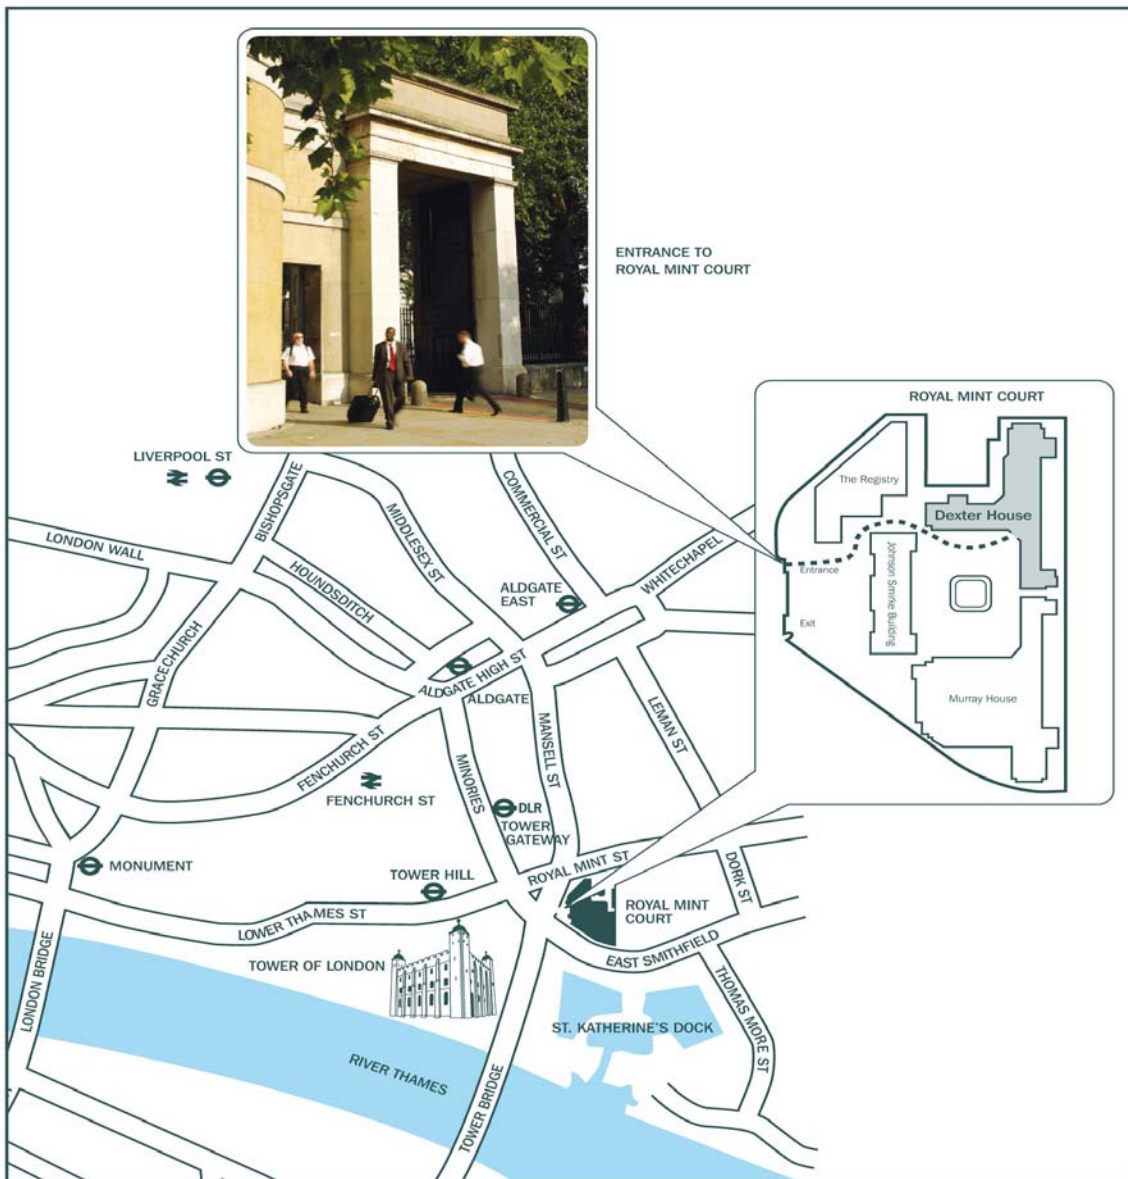 ENTRANCE TO
ROYAL MINT COURT
ROYAL MINT COURT
The Registry
Dexter House
Johnson Smirke Building
Entrance
Exit
Murray House
LIVERPOOL ST
BISHOPSGATE
MIDDLESEX ST
COMMERCIAL ST
WHITECHAPEL
LONDON WALL
HOUNDSDITCH
ALDGATE
EAST
GRACECHURCH
ALDGATE HIGH ST
ALDGATE
LEMAN ST
MANSELL ST
FENCHURCH ST
MINORIES
FENCHURCH ST
DLR
TOWER
GATEWAY
MONUMENT
TOWER HILL
ROYAL MINT ST
DORK ST
ROYAL MINT
COURT
LOWER THAMES ST
EAST SMITHFIELD
TOWER OF LONDON
LONDON BRIDGE
THOMAS MORE ST
ST. KATHERINE'S DOCK
RIVER THAMES
TOWER BRIDGE